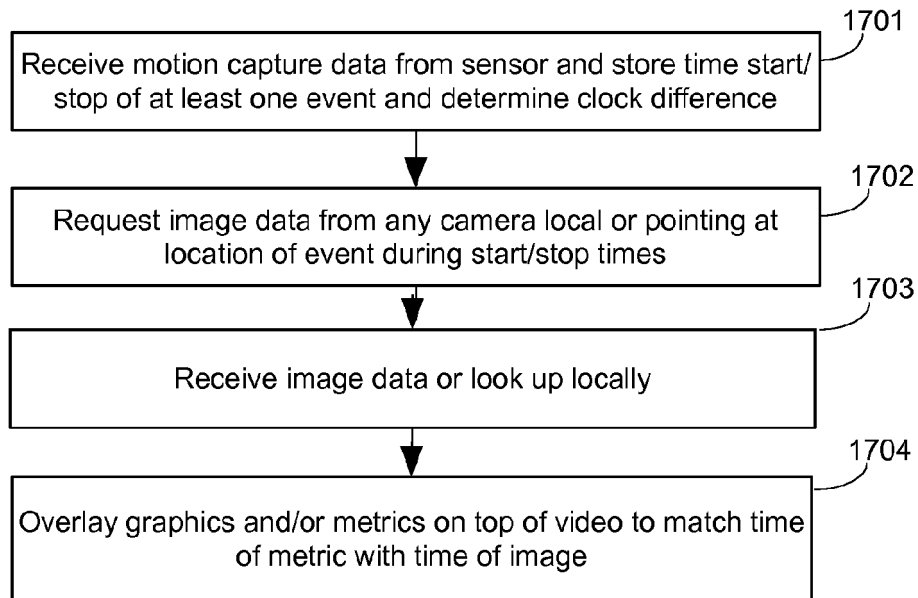 1701
Receive motion capture data from sensor and store time start/
stop of at least one event and determine clock difference
1702
Request image data from any camera local or pointing at
location of event during start/stop times
1703
Receive image data or look up locally
1704
Overlay graphics and/or metrics on top of video to match time
of metric with time of image